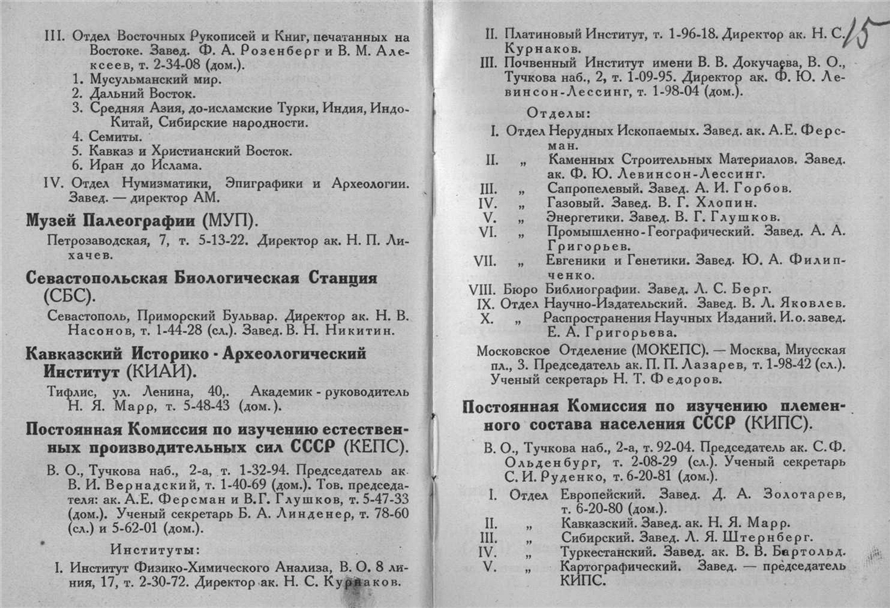 III. Отдел Восточных Рукописей и Книг, печатанных на
Востоке. Завед. Ф. А. Розенберг и В. М. Але-
ксеев, т. 2-34-08 (дом.).
1. Мусульманский мир.
2. Дальний Восток.
3. Средняя Азия, до-исламские Турки, Индия, Индо-
Китай, Сибирские народности.
4. Семиты.
5. Кавказ и Христианский Восток.
6. Иран до Ислама.
IV. Отдел Нумизматики, Эпиграфики и Археологии.
Завед. — директор АМ.
Музей Палеографии (МУП).
Петрозаводская, 7, т. 5-13-22. Директор ак. Н. П. Ли-
хачев.
Севастопольская Биологическая Станция
(СБС).
Севастополь, Приморский Бульвар. Директор ак. Н. В.
Насонов, т. 1-44-28 (сл.). Завед. В. Н. Никитин.
Кавказский Историко-Археологический
Институт (КИАИ).
Тифлис, ул. Ленина, 40,. Академик-руководитель
Н. Я. Марр, т. 5-48-43 (дом.).
Постоянная Комиссия по изучению естествен-
ных производительных сил СССР (КЕПС).
В. О., Тучкова наб., 2-а, т. 1-32-94. Председатель ак
В. И. Вернадский, т. 1-40-69 (дом.). Тов. председа-
теля: ак. А.Е. Ферсман и В.Г. Глушков, т. 5-47-33
(дом.). Ученый секретарь Б. А. Линденер, т. 78-60
(сл.) и 5-62-01 (дом.).
Институты:
I. Институт Физико-Химического Анализа, В. О. 8 ли-
ния, 17, т. 2-30-72. Директор ак. Н. С. Курнаков.
15
II. Платиновый Институт, т. 1-96-18. Директор ак. Н. С.
Курнаков.
III. Почвенный Институт имени В. В. Докучаева, В. О.,
Тучкова наб., 2, т. 1-09-95. Директор ак. Ф. Ю. Ле-
винсон-Лессинг, т. 1-98-04 (дом.).
Отделы:
I. Отдел Нерудных Ископаемых. Завед. ак. А.Е. Ферс-
ман.
II. „ Каменных Строительных Материалов. Завед.
ак. Ф. Ю. Левинсон-Лессинг.
III. „ Сапропелевый. Завед. А. И. Горбов.
IV. „ Газовый. Завед. В. Г. Хлопин.
V. „ Энергетики. Завед. В. Г. Глушков.
VI. „ Промышленно-Географический. Завед. А. А.
Григорьев.
VII. „ Евгеники и Генетики. Завед. Ю. А. Филип-
ченко.
VIII. Бюро Библиографии. Завед. Л. С. Берг.
IX. Отдел Научно-Издательский. Завед. В. Л. Яковлев.
X. „ Распространения Научных Изданий. И. о. завед.
Е. А. Григорьева.
Московское Отделение (МОКЕПС). — Москва, Миусская
пл., 3. Председатель ак. П. П. Лазарев, т. 1-98-42 (сл.).
Ученый секретарь Н. Т. Федоров.
Постоянная Комиссия по изучению племен-
ного состава населения СССР (КИПС).
В. О., Тучкова наб., 2-а, т. 92-04. Председатель ак. С.Ф.
Ольденбург, т. 2-08-29 (сл.). Ученый секретарь
С. И. Руденко, т. 6-20-81 (дом.).
I. Отдел Европейский. Завед. Д. А. Золотарев,
т. 6-20-80 (дом.).
II. „ Кавказский. Завед. ак. Н. Я. Марр.
III. „ Сибирский. Завед. Л. Я. Штернберг.
IV. „ Туркестанский. Завед. ак. В. В. Бартольд.
V. „ Картографический. Завед. — председатель
КИПС.